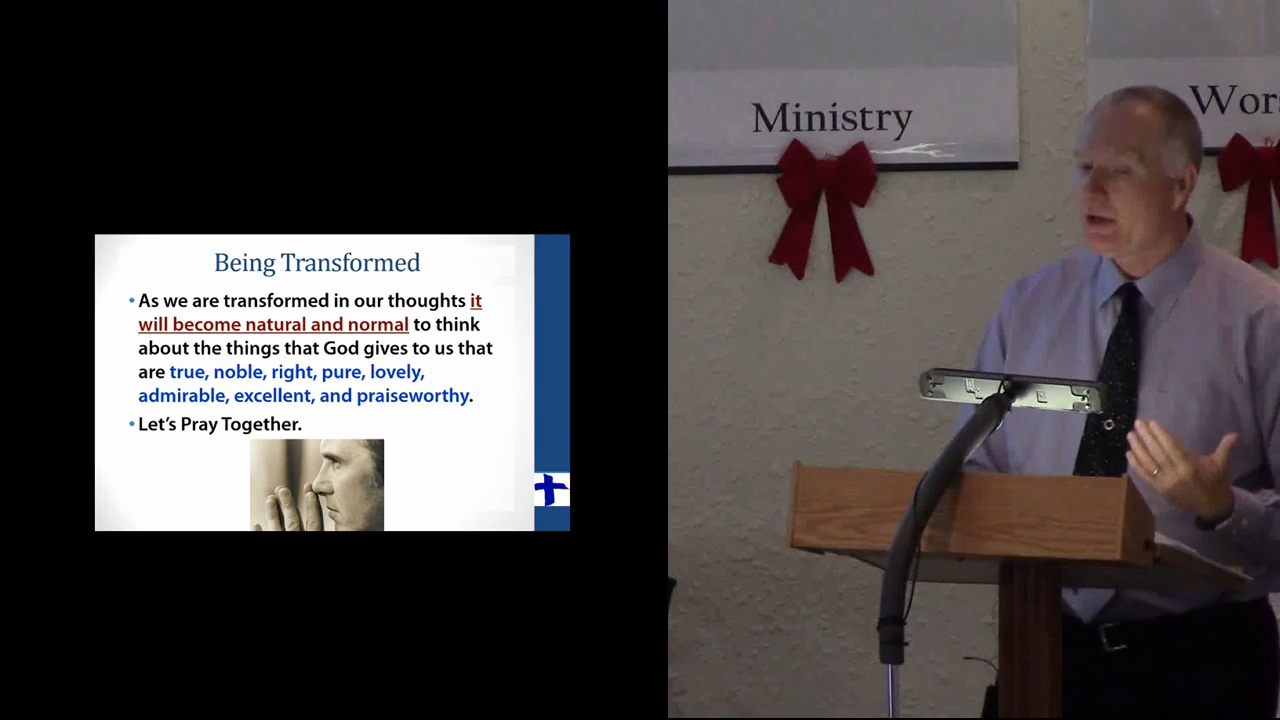 Being Transformed
• As we are transformed in our thoughts it
will become natural and normal to think
about the things that God gives to us that
are true, noble, right, pure, lovely,
admirable, excellent, and praiseworthy.
• Let’s Pray Together.
Ministry
Wor